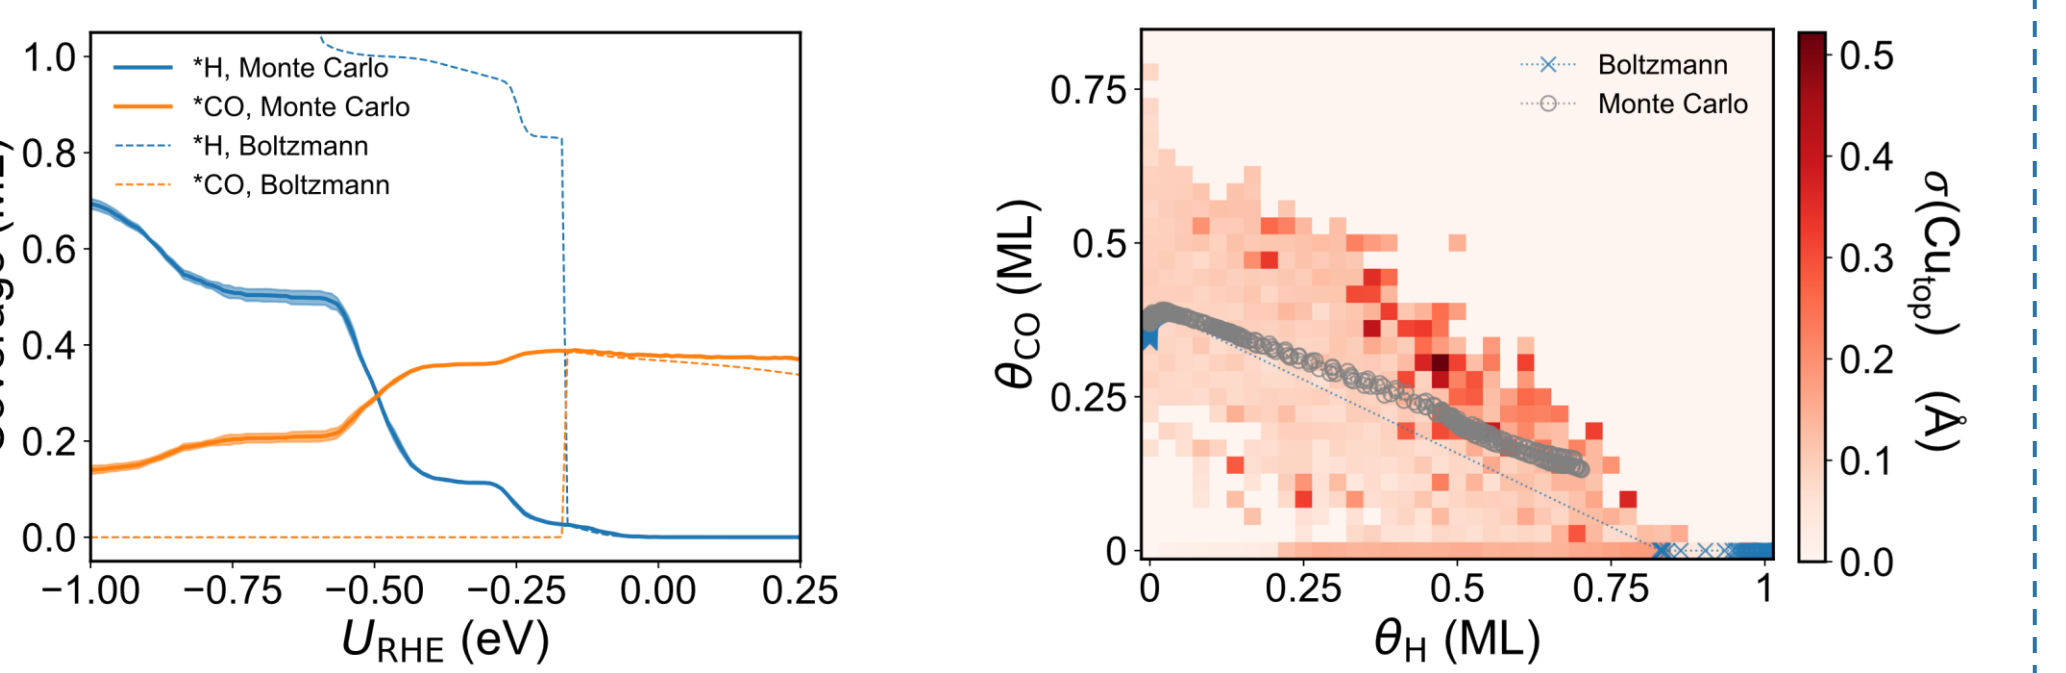 1.0
0.8
0.6
0.4
0.2
0.0
*H, Monte Carlo
*CO, Monte Carlo
*H, Boltzmann
*CO, Boltzmann
−1.00 −0.75 −0.50 −0.25 0.00 0.25
U_RHE (eV)
θ_CO (ML)
0.75
0.5
0.25
0
Boltzmann
Monte Carlo
0 0.25 0.5 0.75 1
θ_H (ML)
0.5
0.4
0.3
0.2
0.1
0.0
σ(Cu_top) (Å)